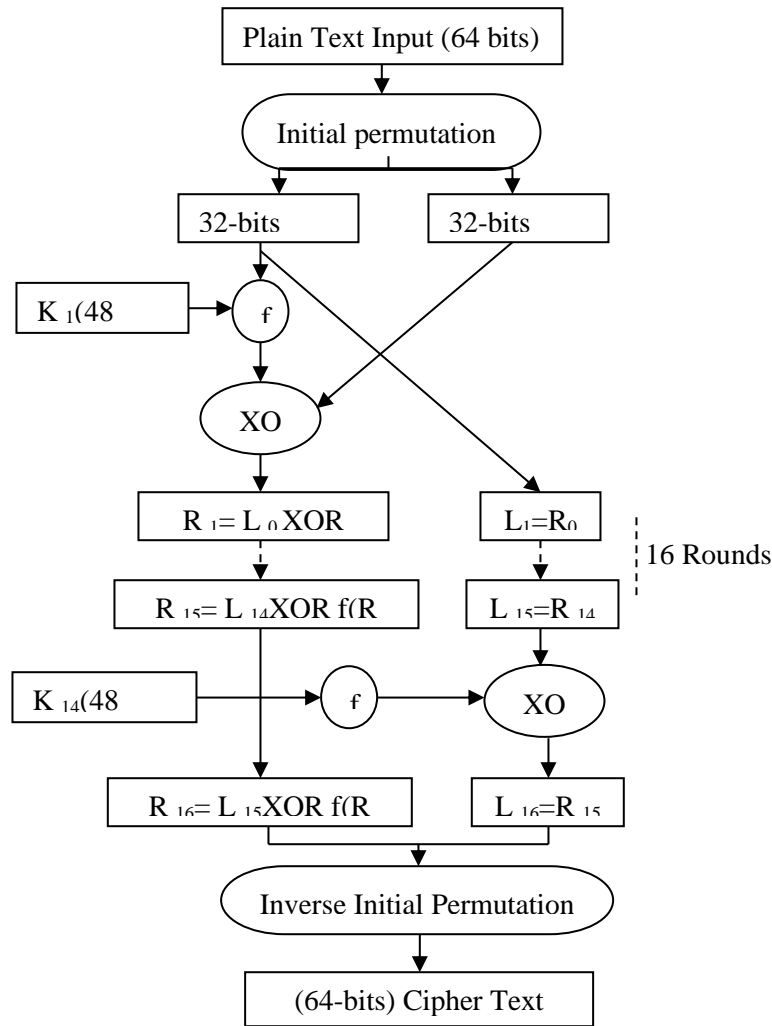 Plain Text Input (64 bits)
Initial permutation
32-bits
32-bits
K 1(48
f
XO
R 1= L 0 XOR
L1=R0
16 Rounds
R 15= L 14XOR f(R
L 15=R 14
K 14(48
f
XO
R 16= L 15XOR f(R
L 16=R 15
Inverse Initial Permutation
(64-bits) Cipher Text